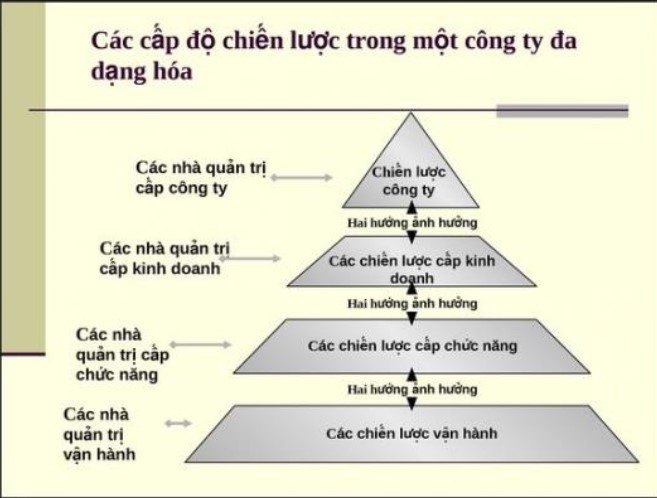 Các cấp độ chiến lược trong một công ty đa
dạng hóa
Các nhà quản trị
cấp công ty
Chiến lược
công ty
Hai hướng ảnh hưởng
Các nhà quản trị
cấp kinh doanh
Các chiến lược cấp kinh
doanh
Hai hướng ảnh hưởng
Các nhà
quản trị cấp
chức năng
Các chiến lược cấp chức năng
Hai hướng ảnh hưởng
Các nhà
quản trị
vận hành
Các chiến lược vận hành